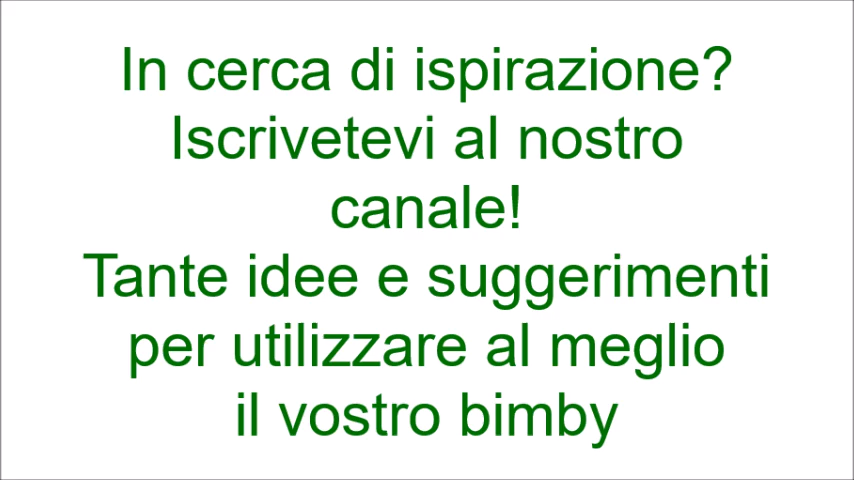 In cerca di ispirazione?
Iscrivetevi al nostro
canale!
Tante idee e suggerimenti
per utilizzare al meglio
il vostro bimby